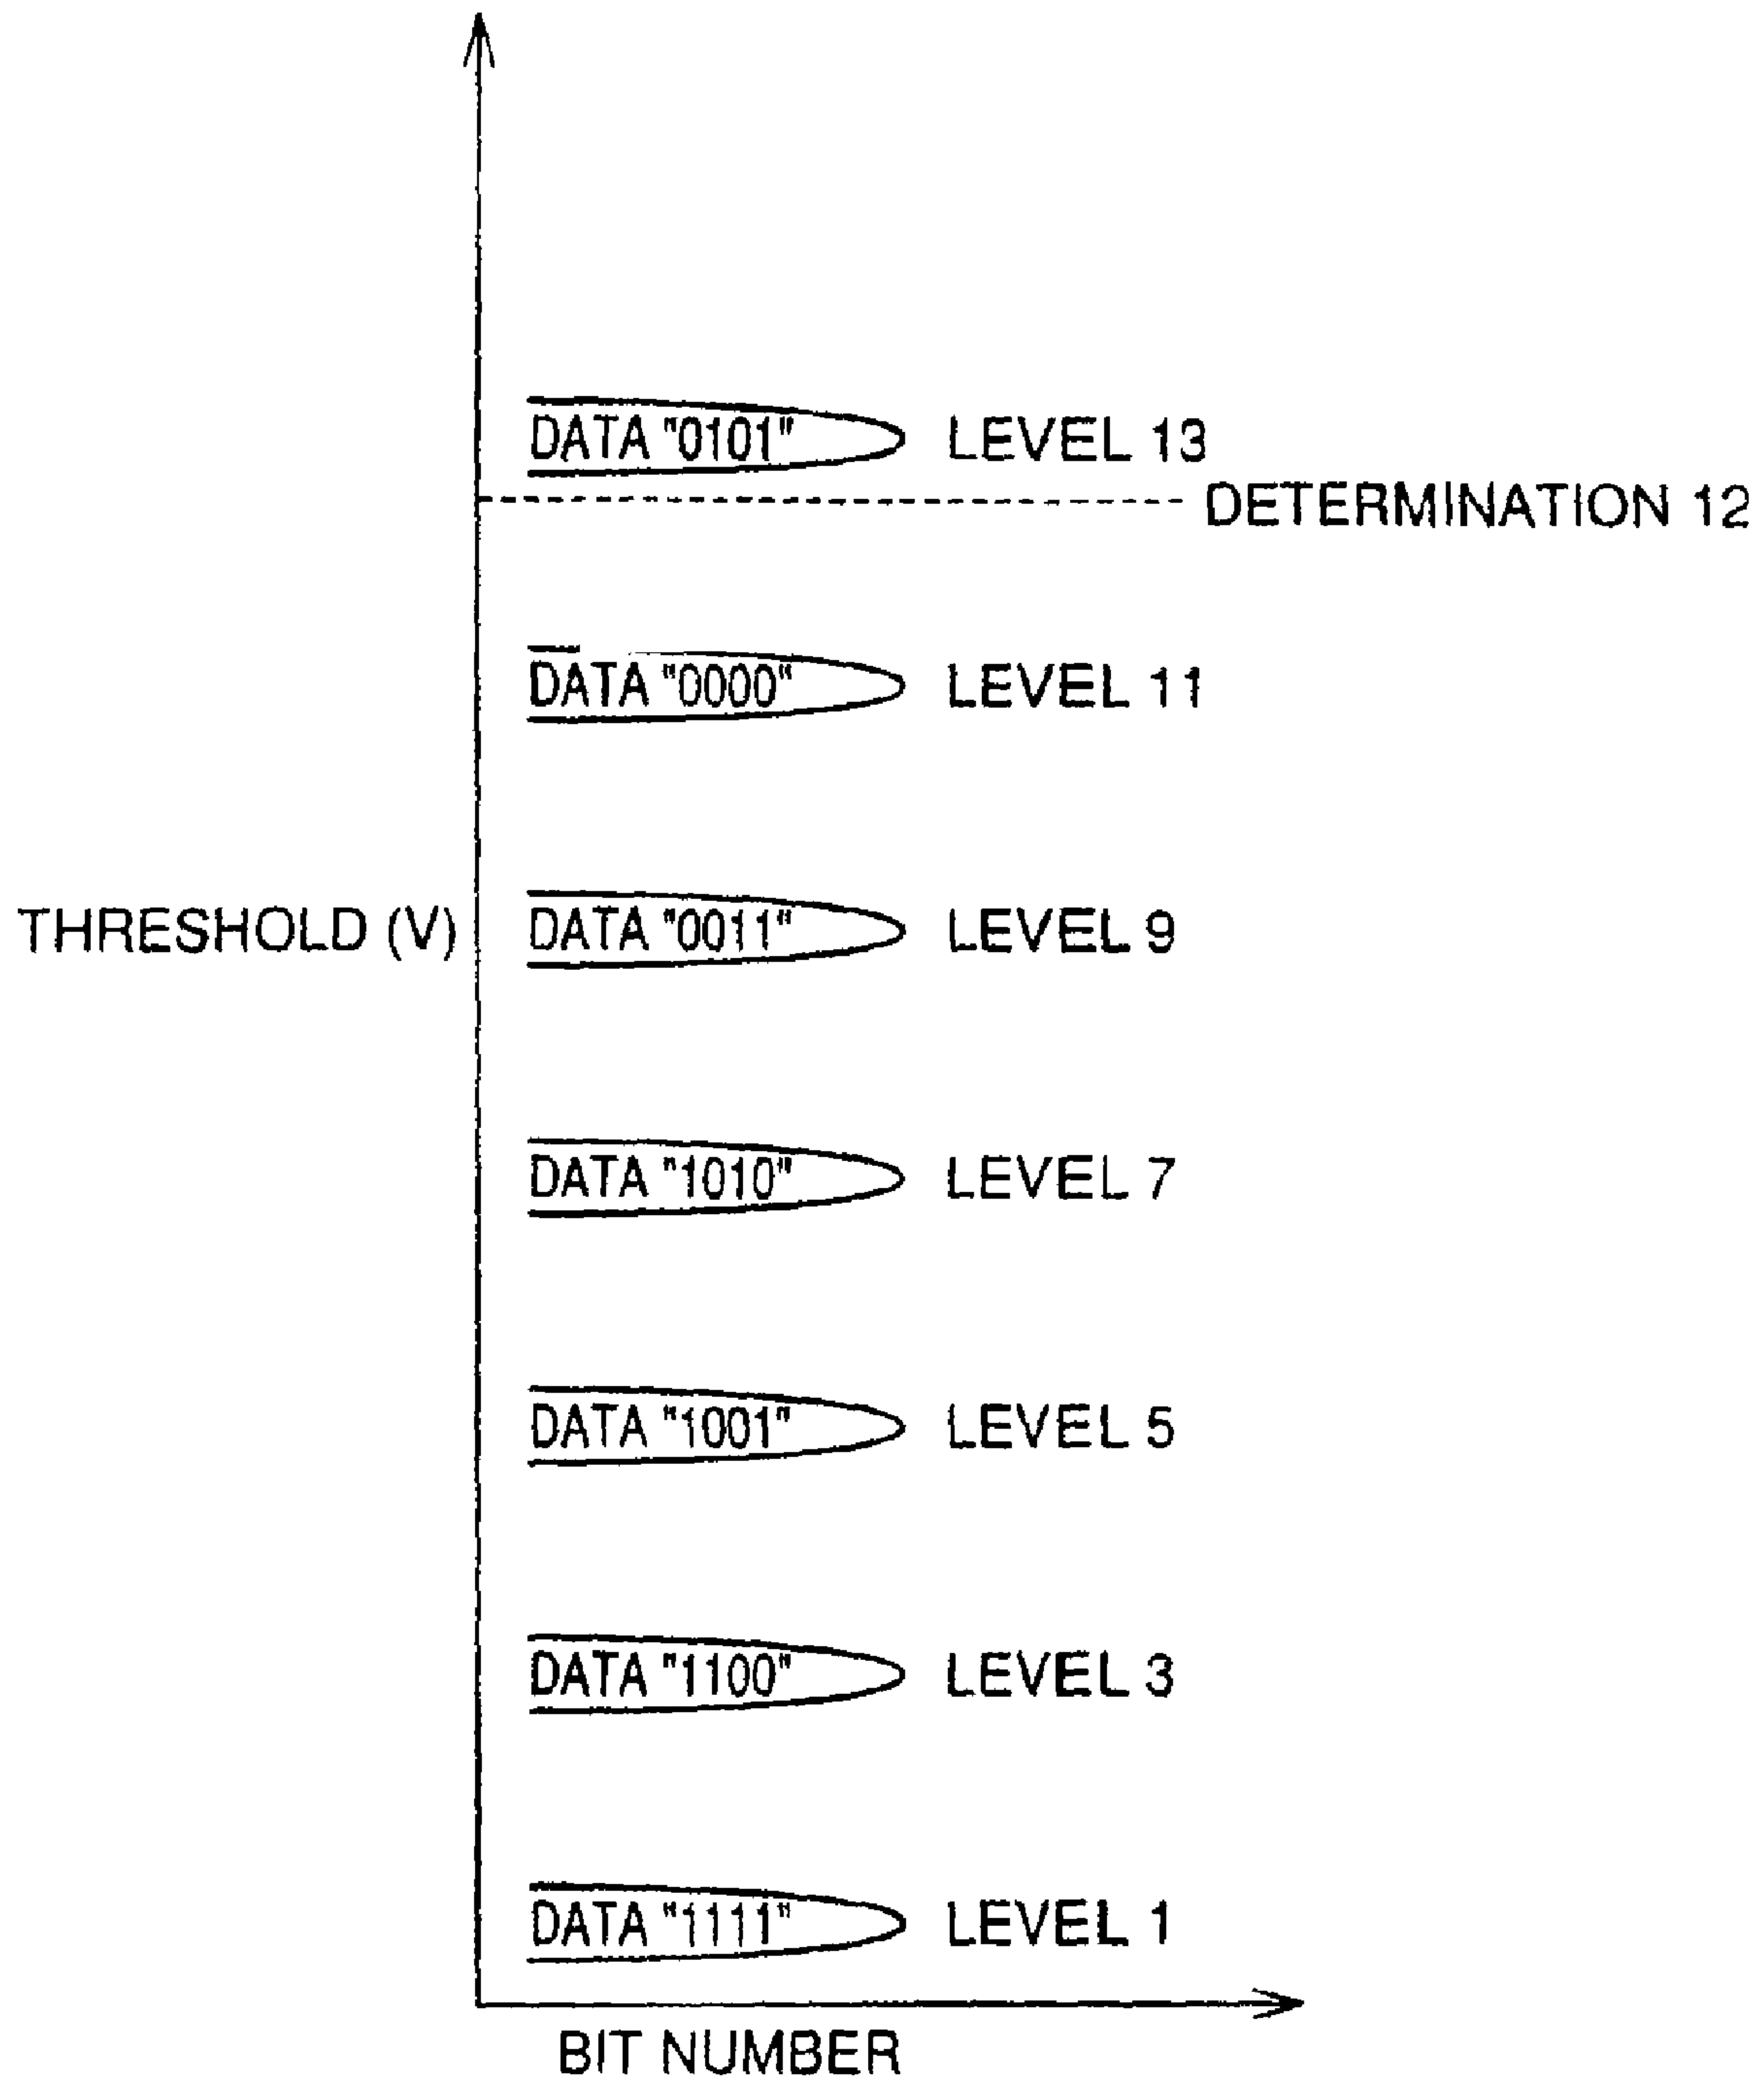 DATA "0101" LEVEL 13
DETERMINATION 12
DATA "0000" LEVEL 11
THRESHOLD (V) DATA "0011" LEVEL 9
DATA "1010" LEVEL 7
DATA "1001" LEVEL 5
DATA "1100" LEVEL 3
DATA "1111" LEVEL 1
BIT NUMBER